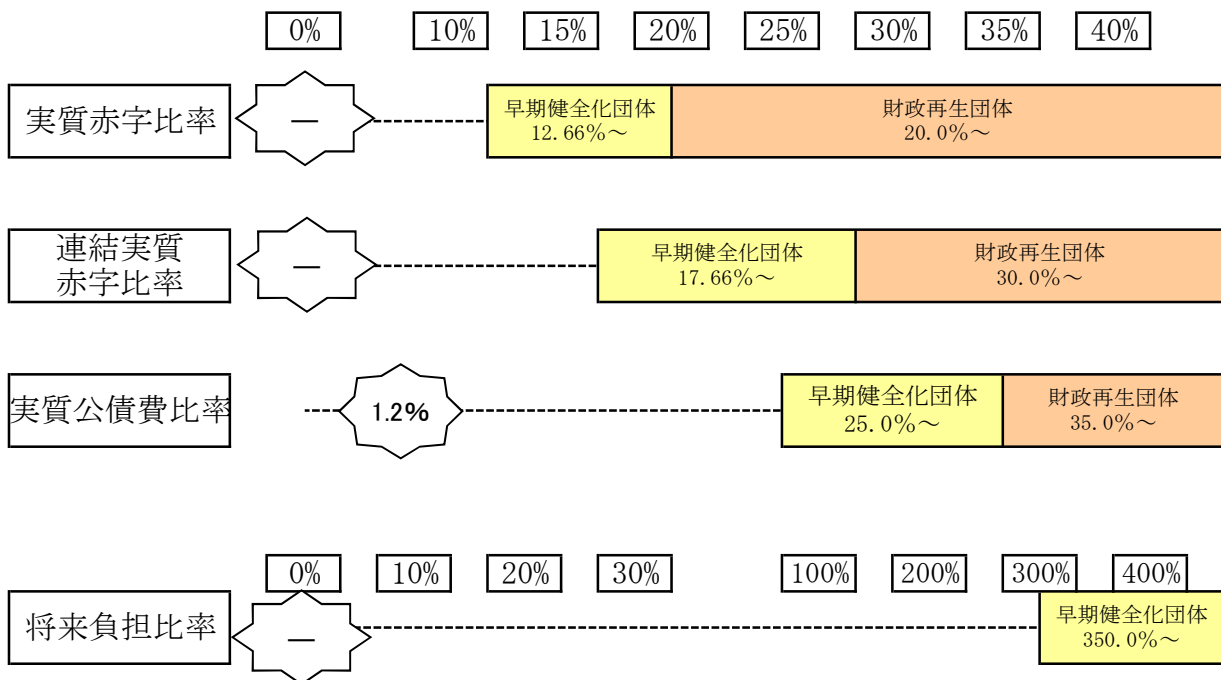 0% 10% 15% 20% 25% 30% 35% 40%
実質赤字比率
—
早期健全化団体
12.66%～
財政再生団体
20.0%～
連結実質
赤字比率
—
早期健全化団体
17.66%～
財政再生団体
30.0%～
実質公債費比率
1.2%
早期健全化団体
25.0%～
財政再生団体
35.0%～
0% 10% 20% 30% 100% 200% 300% 400%
将来負担比率
—
早期健全化団体
350.0%～